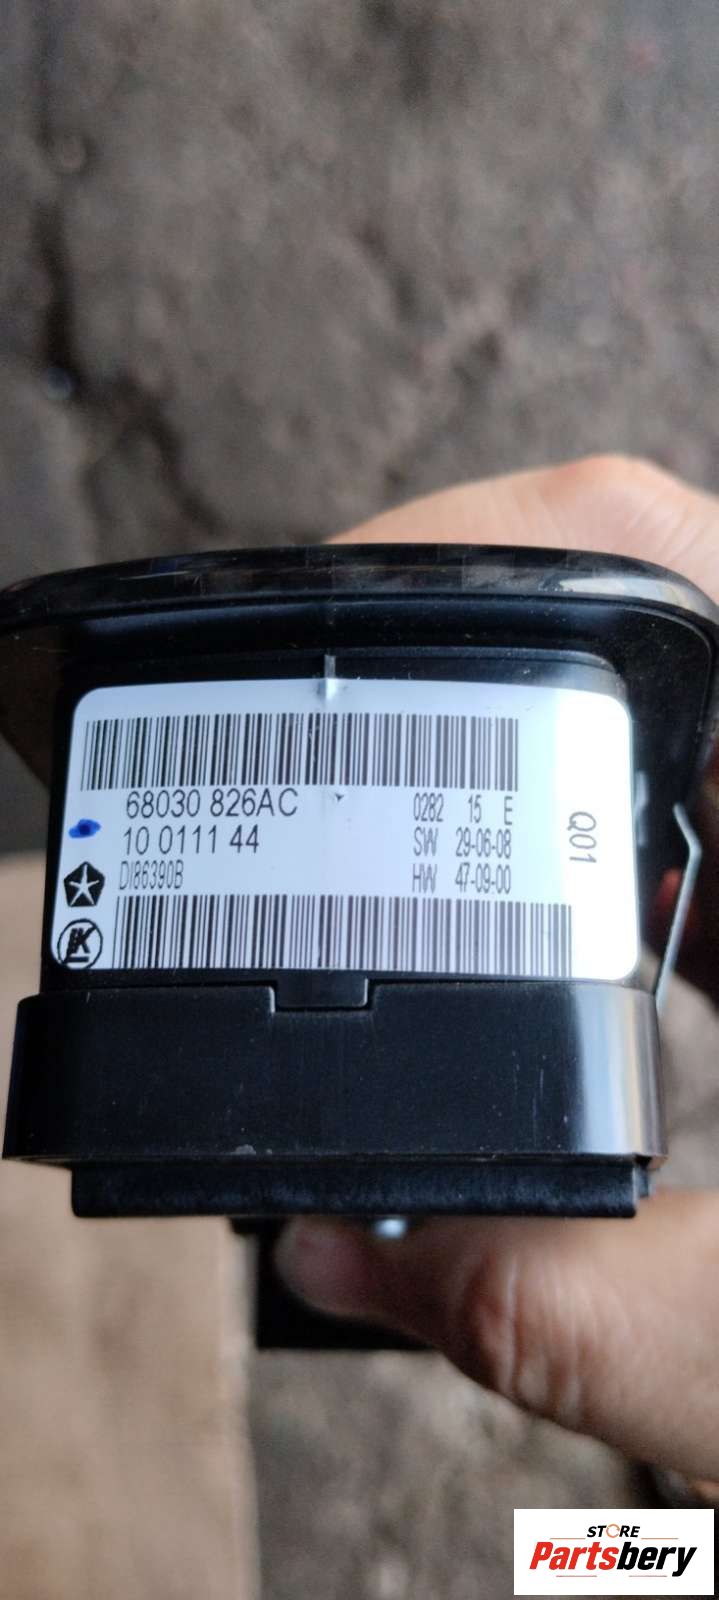 68030 826AC
0282 15 E
10 0111 44
SW 29-06-08
DI86390B
HW 47-09-00
Q01
K
STORE
Partsbery